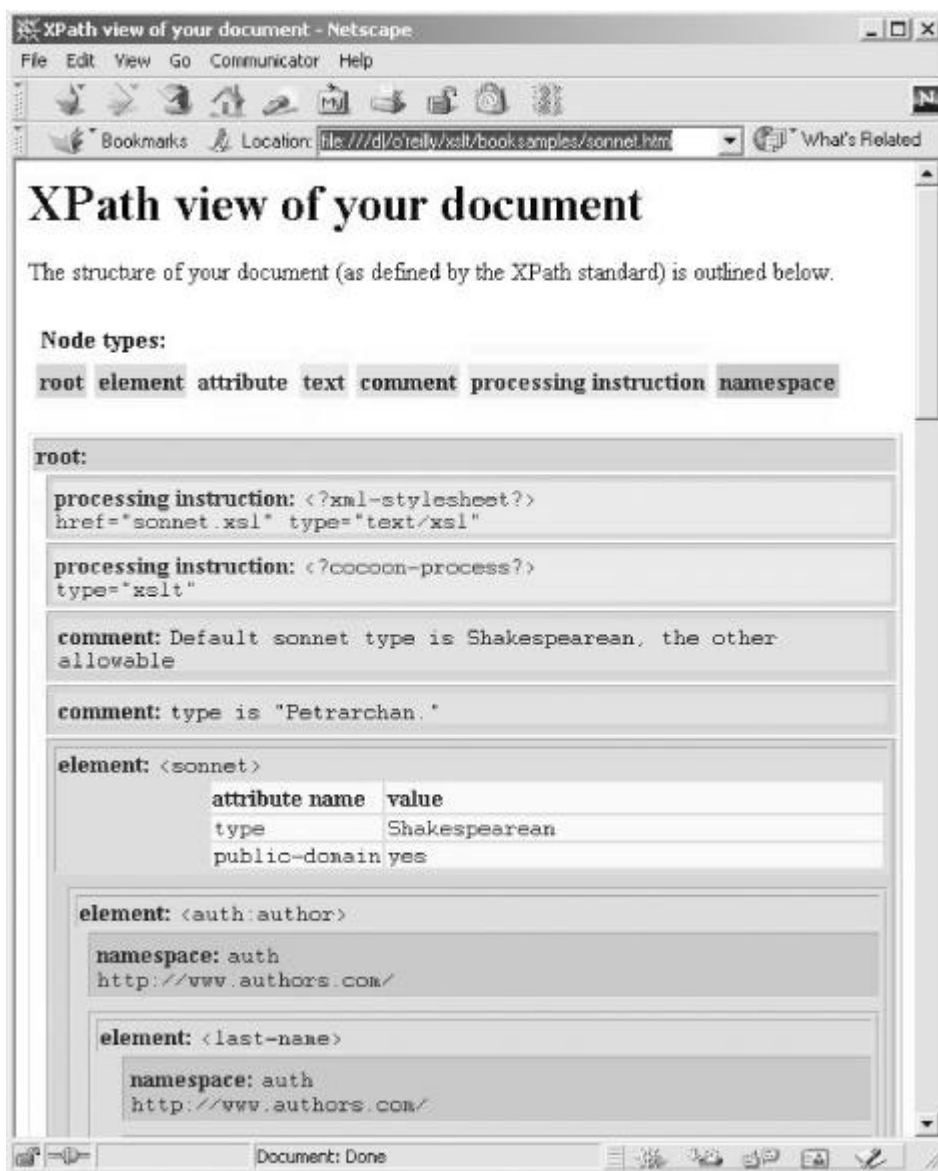 XPath view of your document - Netscape
File Edit View Go Communicator Help
My
N
Bookmarks Location: file:///d|/o'reilly/xslt/booksamples/sonnet.htm What's Related
XPath view of your document
The structure of your document (as defined by the XPath standard) is outlined below.
Node types:
root element attribute text comment processing instruction namespace
root:
processing instruction: <?xml-stylesheet?>
href="sonnet.xsl" type="text/xsl"
processing instruction: <?cocoon-process?>
type="xslt"
comment: Default sonnet type is Shakespearean, the other
allowable
comment: type is "Petrarchan."
element: <sonnet>
attribute name value
type Shakespearean
public-domain yes
element: <auth:author>
namespace: auth
http://www.authors.com/
element: <last-name>
namespace: auth
http://www.authors.com/
Document: Done